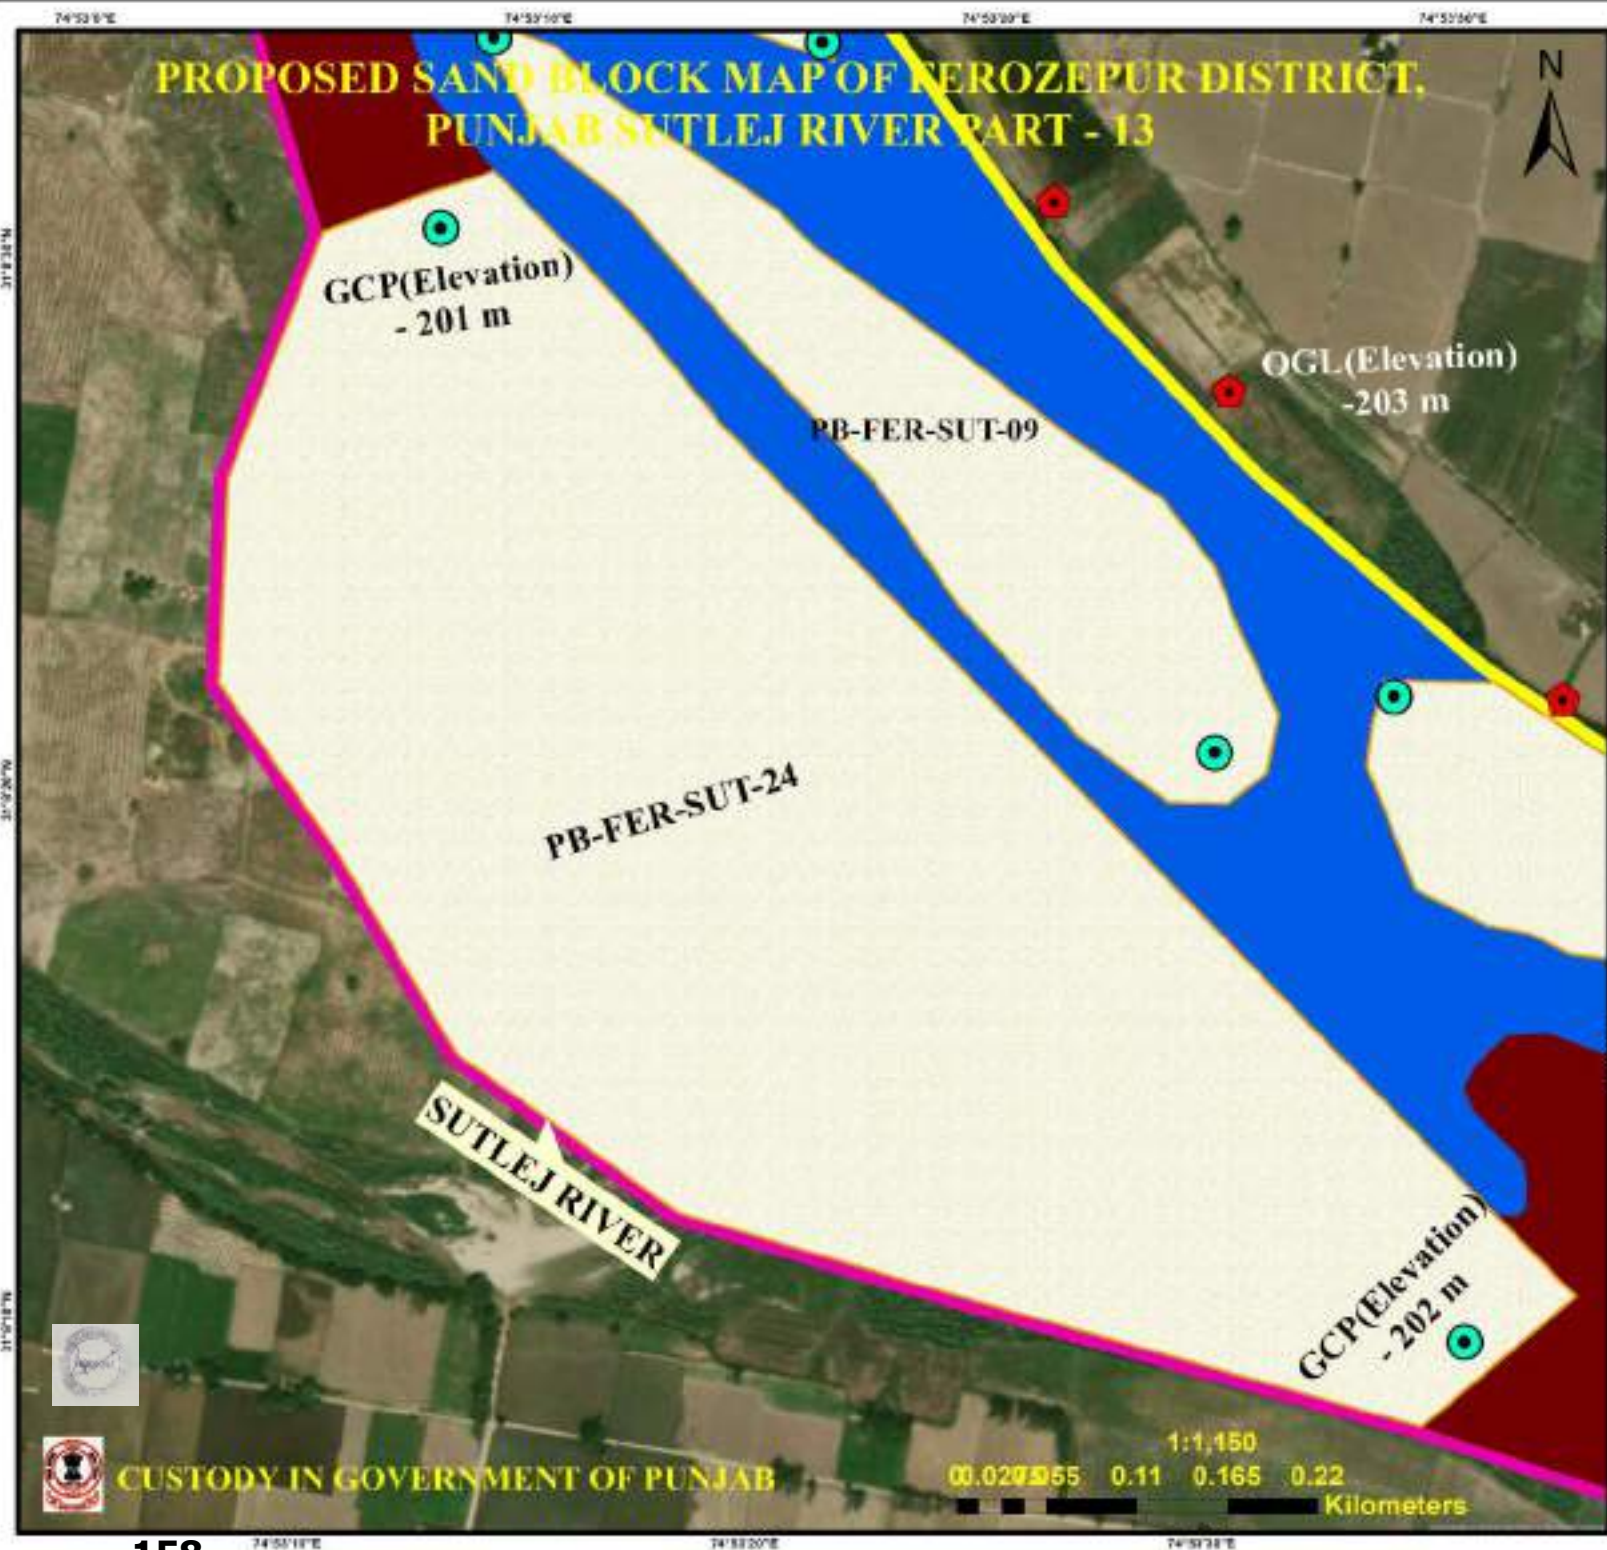 PROPOSED SAND BLOCK MAP OF FEROZEPUR DISTRICT,
PUNJAB SUTLEJ RIVER PART - 13
N
GCP(Elevation)
- 201 m
OGL(Elevation)
-203 m
PB-FER-SUT-09
PB-FER-SUT-24
SUTLEJ RIVER
GCP(Elevation)
- 202 m
1:1,150
0.11 0.165 0.22
Kilometers
CUSTODY IN GOVERNMENT OF PUNJAB
158